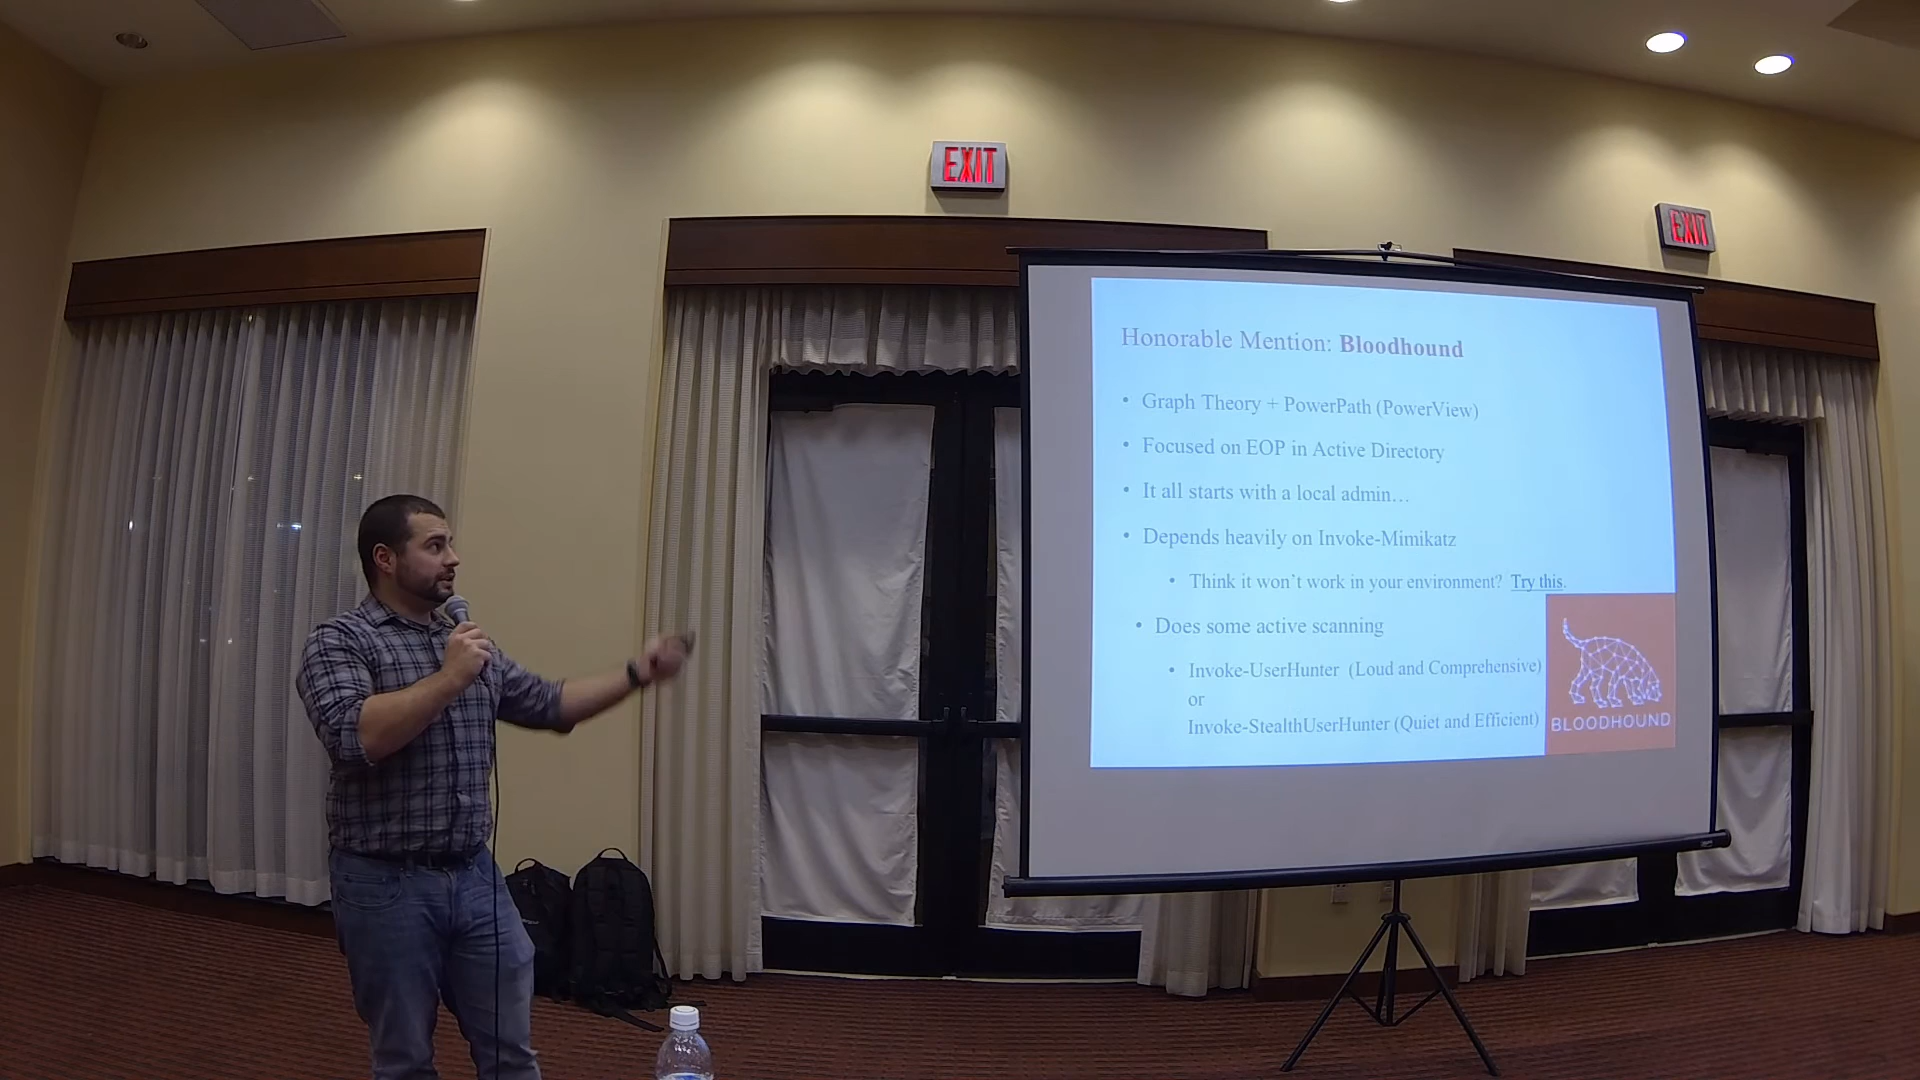 EXIT
EXIT
Honorable Mention: Bloodhound
• Graph Theory + PowerPath (PowerView)
• Focused on EOP in Active Directory
• It all starts with a local admin…
• Depends heavily on Invoke-Mimikatz
• Think it won't work in your environment? Try this.
• Does some active scanning
• Invoke-UserHunter (Loud and Comprehensive)
or
Invoke-StealthUserHunter (Quiet and Efficient)
BLOODHOUND